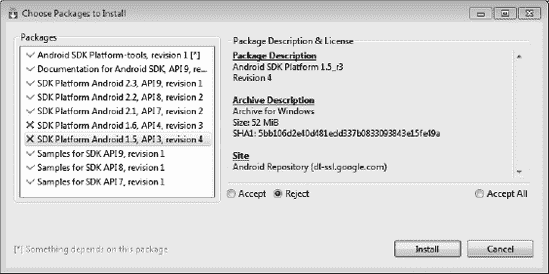 Choose Packages to Install
Packages
Android SDK Platform-tools, revision 1 [*]
Documentation for Android SDK, API 9, re...
SDK Platform Android 2.3, API 9, revision 1
SDK Platform Android 2.2, API 8, revision 2
SDK Platform Android 2.1, API 7, revision 2
SDK Platform Android 1.6, API 4, revision 3
SDK Platform Android 1.5, API 3, revision 4
Samples for SDK API 9, revision 1
Samples for SDK API 8, revision 1
Samples for SDK API 7, revision 1
Package Description & License
Package Description
Android SDK Platform 1.5_r3
Revision 4
Archive Description
Archive for Windows
Size: 52 MiB
SHA1: 5bb106d2e40d481edd337b0833093843e15fe49a
Site
Android Repository (dl-ssl.google.com)
Accept
Reject
Accept All
[*] Something depends on this package
Install
Cancel